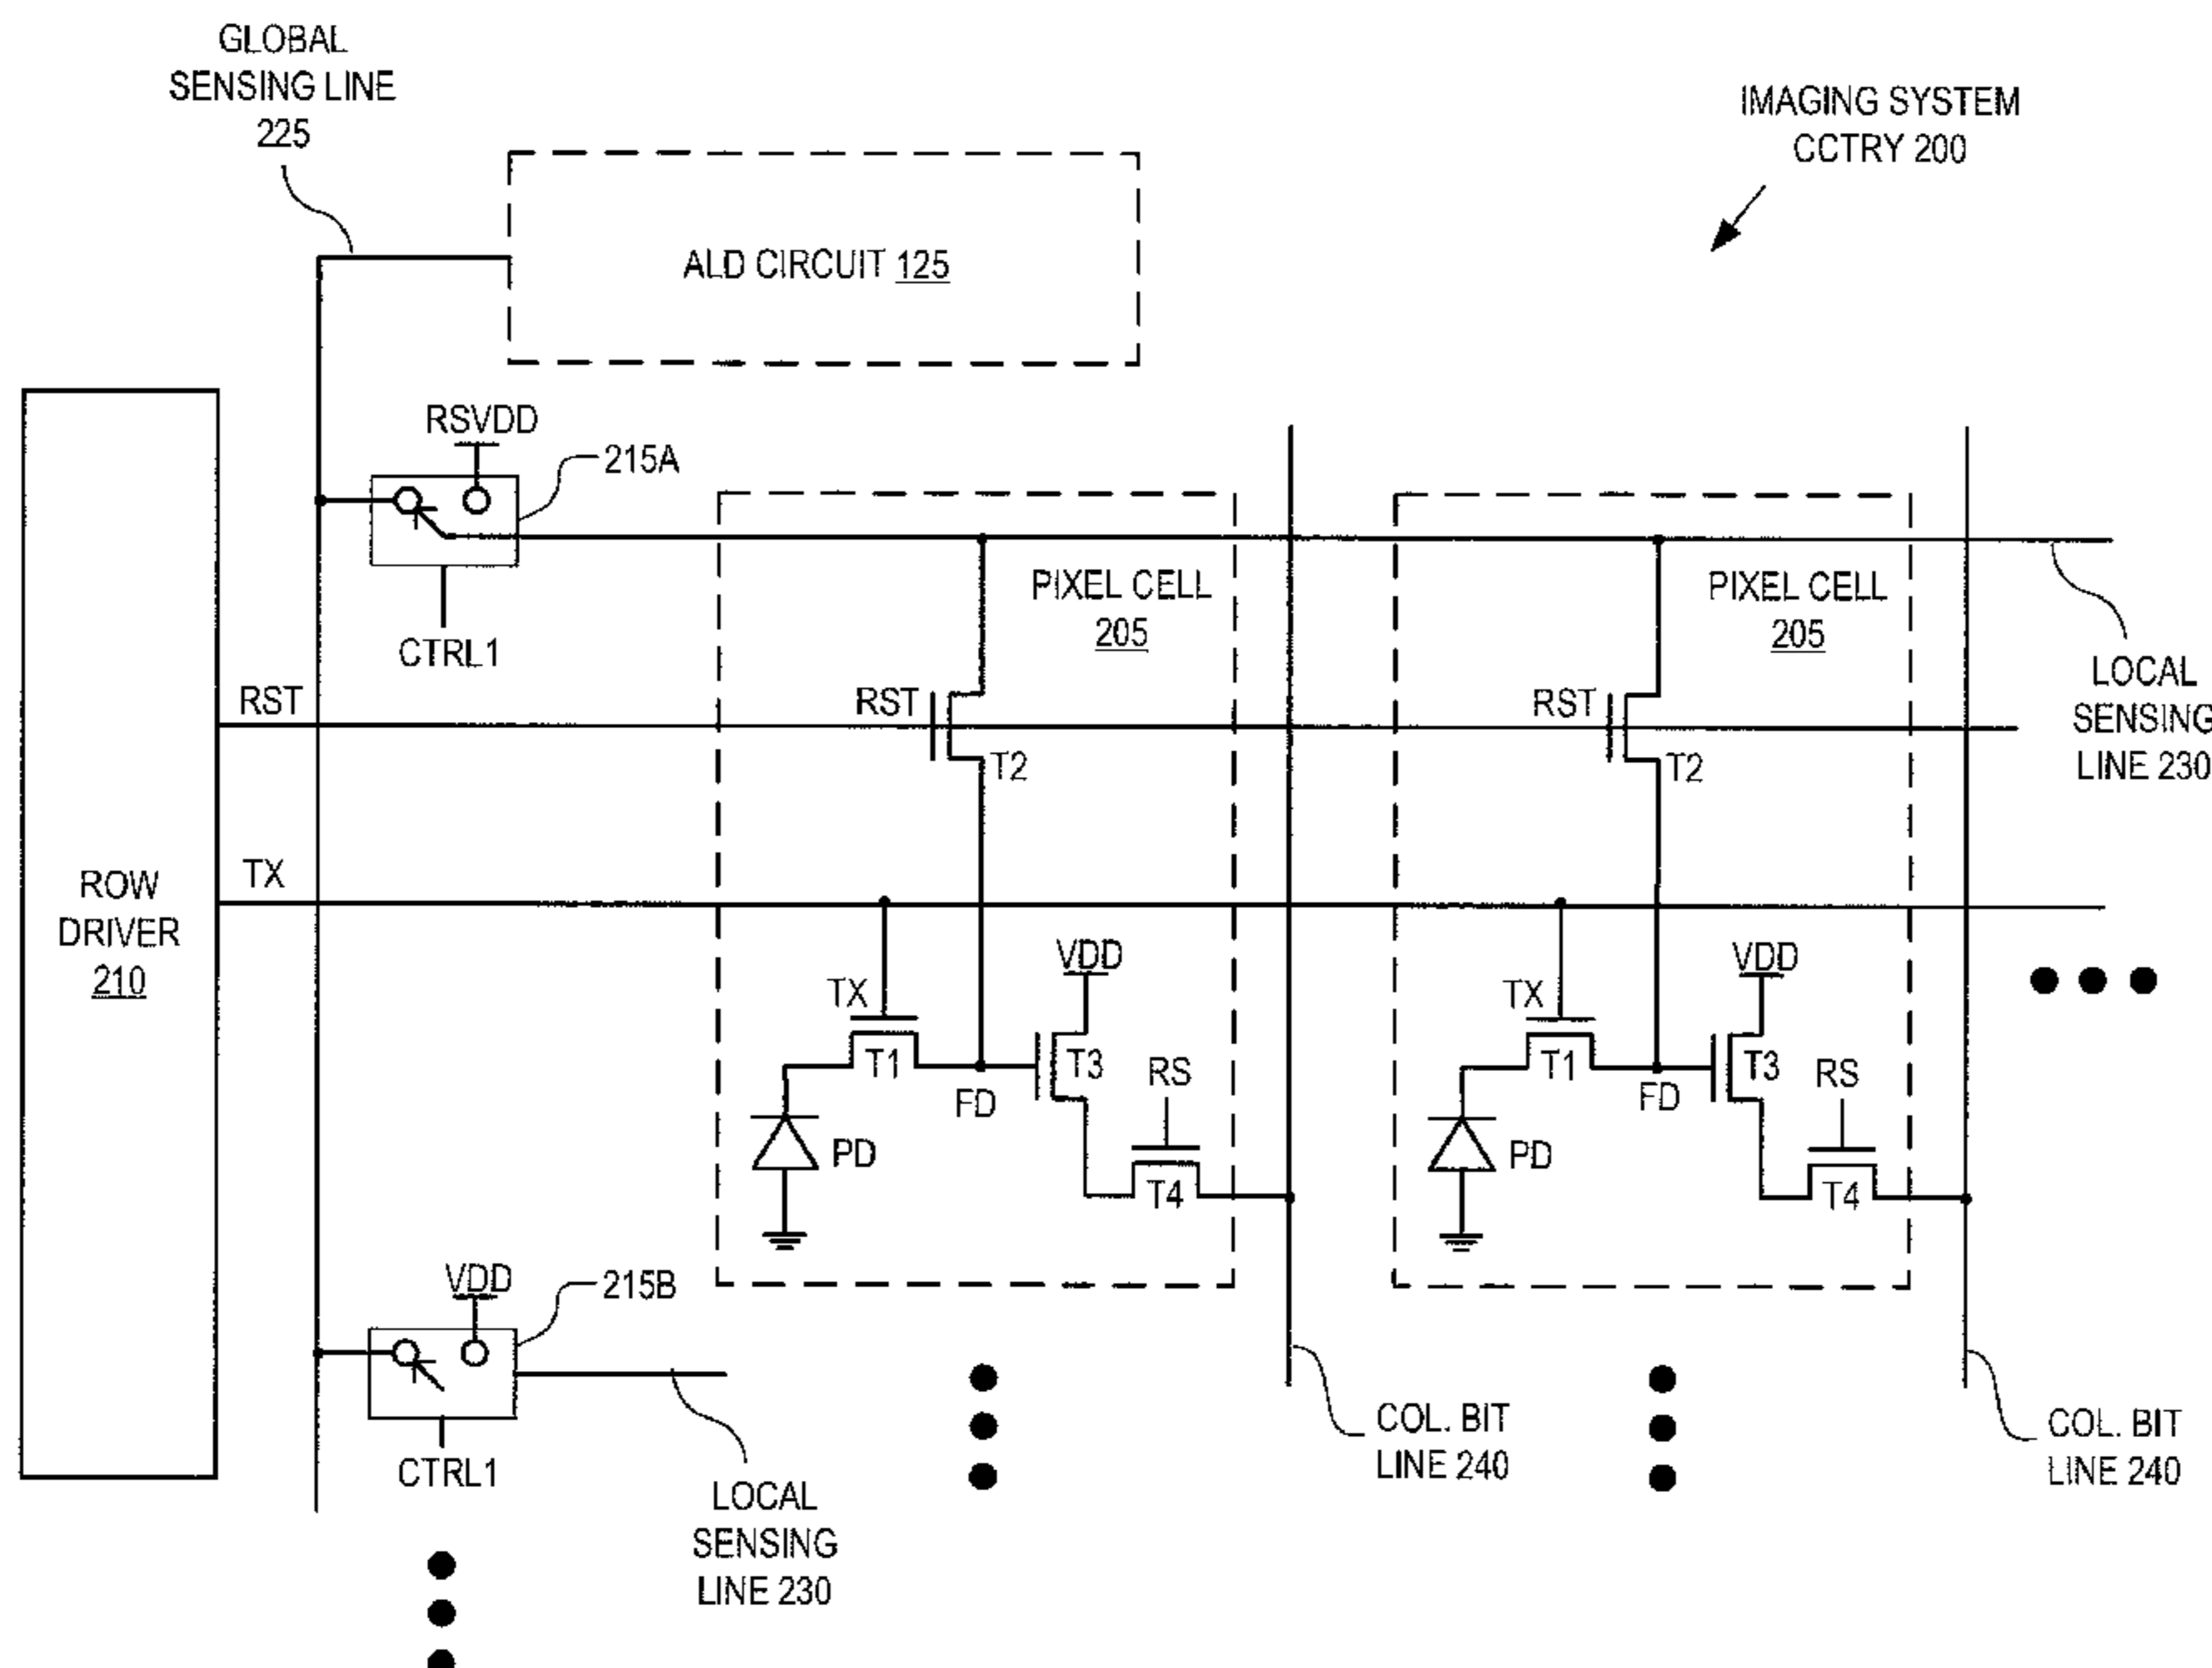 GLOBAL
SENSING LINE
225
IMAGING SYSTEM
CCTRY 200
ALD CIRCUIT 125
RSVDD
215A
CTRL1
PIXEL CELL
205
PIXEL CELL
205
LOCAL
SENSING
LINE 230
RST
RST
T2
RST
T2
ROW
DRIVER
210
TX
TX
T1
FD
VDD
T3
RS
T4
PD
TX
T1
FD
VDD
T3
RS
T4
PD
VDD
215B
CTRL1
LOCAL
SENSING
LINE 230
COL. BIT
LINE 240
COL. BIT
LINE 240